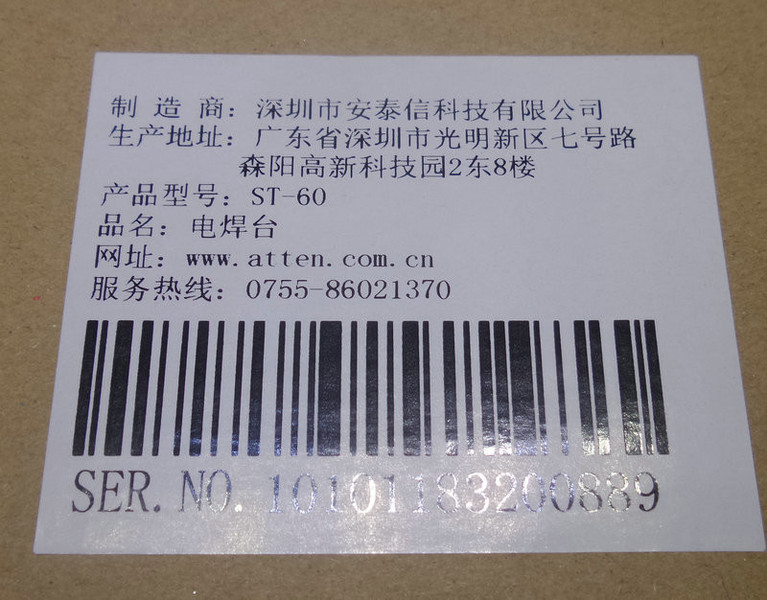 制 造 商：深圳市安泰信科技有限公司
生产地址：广东省深圳市光明新区七号路
森阳高新科技园2东8楼
产品型号：ST-60
品名：电焊台
网址：www.atten.com.cn
服务热线：0755-86021370
SER. NO. 10101183200889